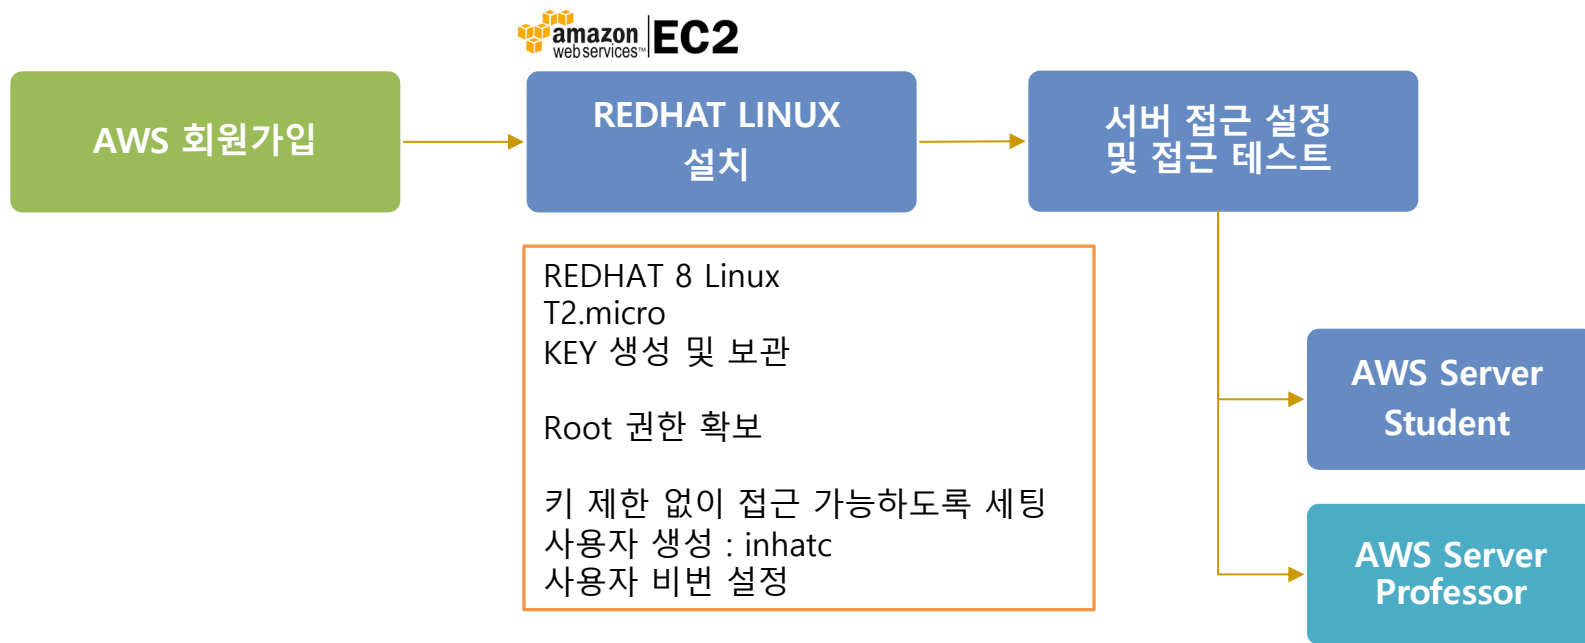 amazon
webservices™
EC2
AWS 회원가입
REDHAT LINUX
설치
서버 접근 설정
및 접근 테스트
REDHAT 8 Linux
T2.micro
KEY 생성 및 보관
Root 권한 확보
키 제한 없이 접근 가능하도록 세팅
사용자 생성 : inhatc
사용자 비번 설정
AWS Server
Student
AWS Server
Professor